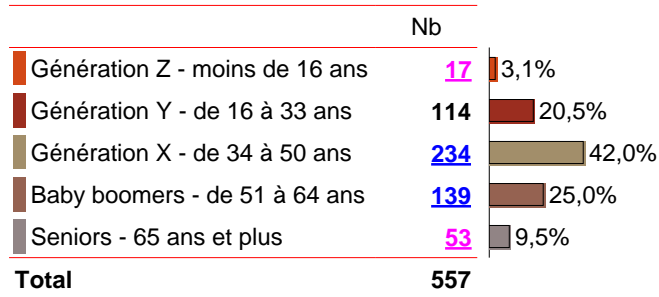 Nb
Génération Z - moins de 16 ans 17 3,1%
Génération Y - de 16 à 33 ans 114 20,5%
Génération X - de 34 à 50 ans 234 42,0%
Baby boomers - de 51 à 64 ans 139 25,0%
Seniors - 65 ans et plus 53 9,5%
Total 557